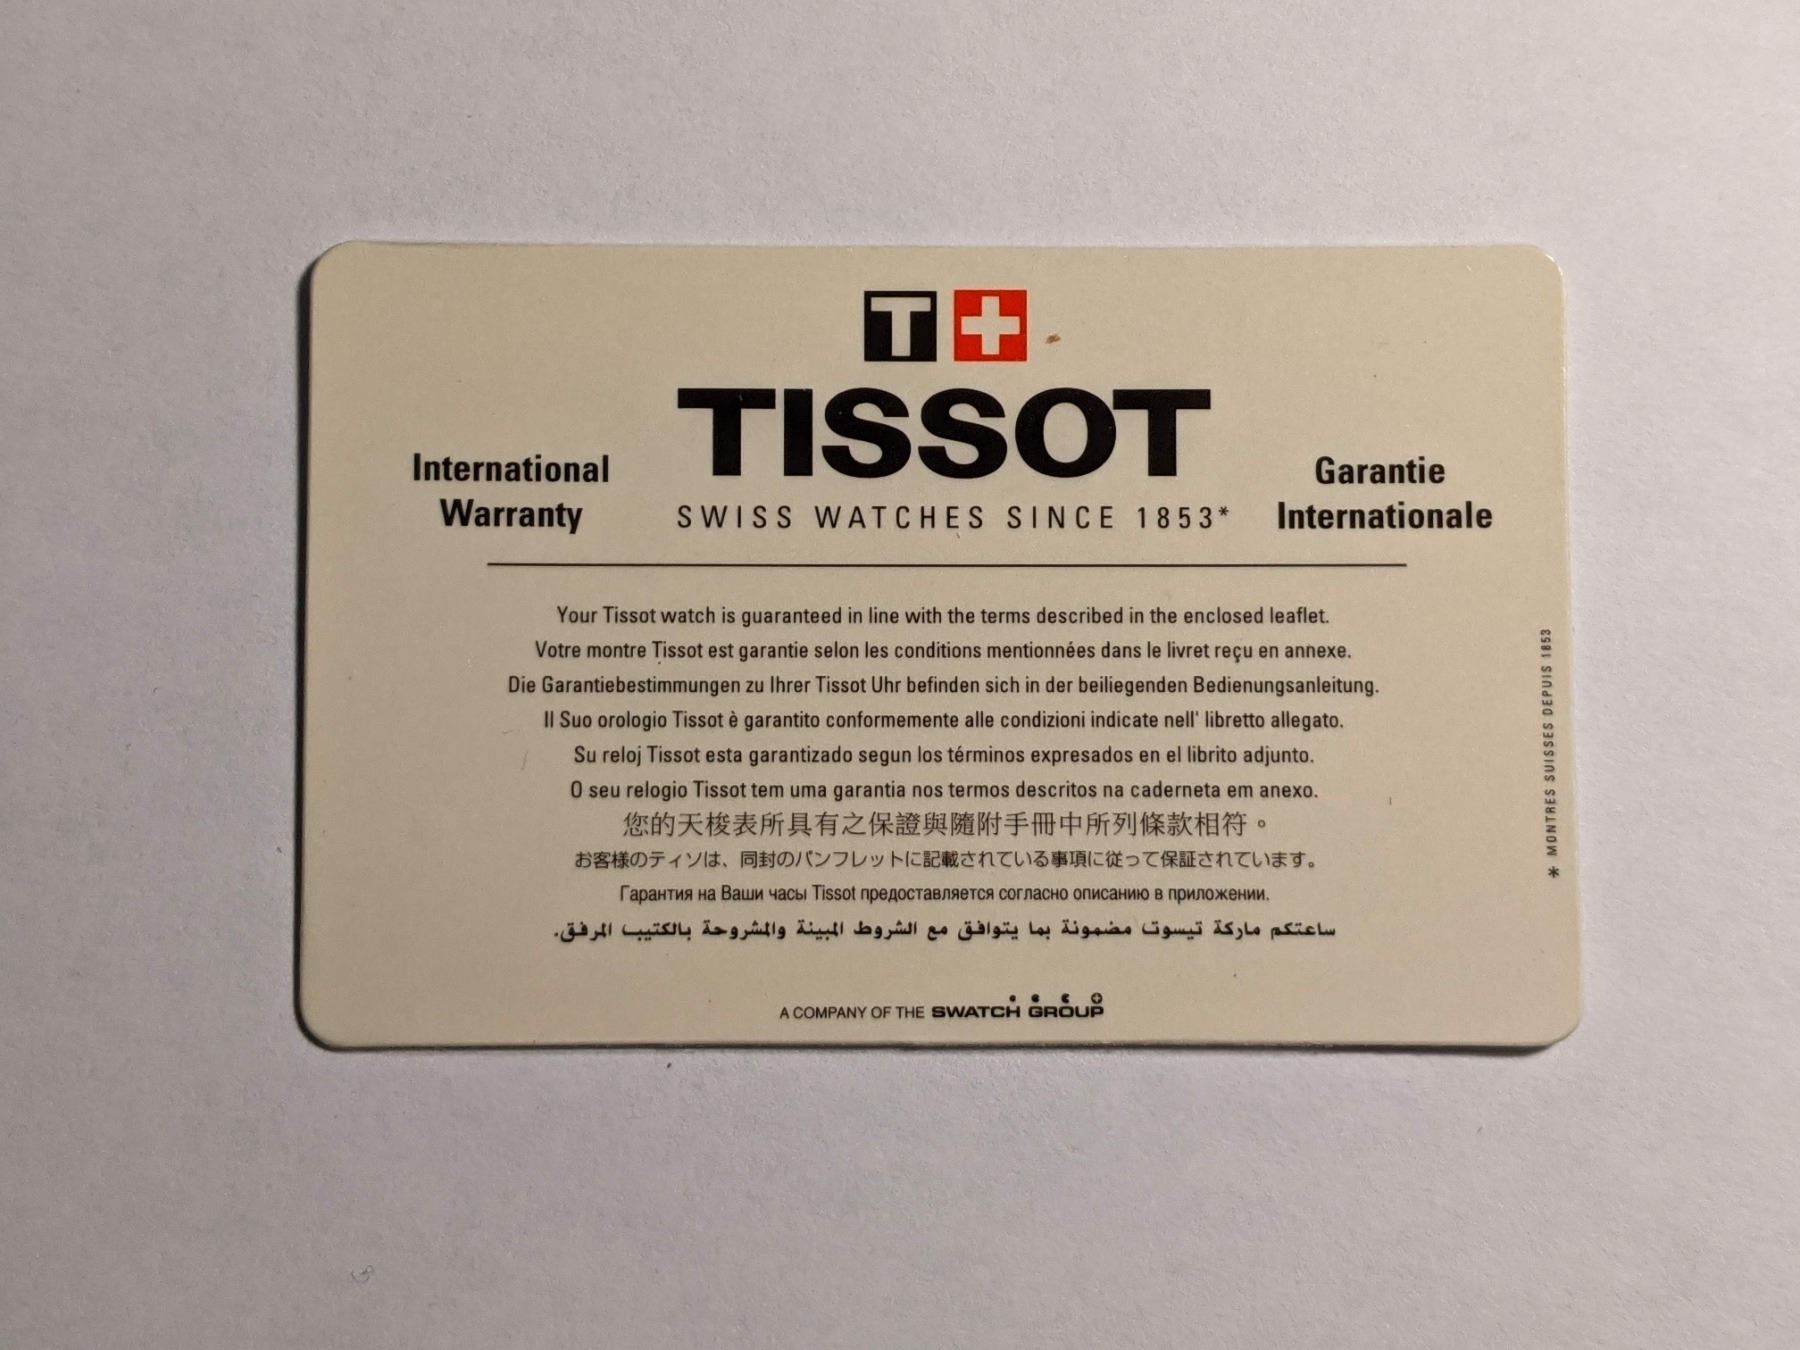 T
TISSOT
SWISS WATCHES SINCE 1853*
International
Warranty
Garantie
Internationale
Your Tissot watch is guaranteed in line with the terms described in the enclosed leaflet.
Votre montre Tissot est garantie selon les conditions mentionnées dans le livret reçu en annexe.
Die Garantiebestimmungen zu Ihrer Tissot Uhr befinden sich in der beiliegenden Bedienungsanleitung.
Il Suo orologio Tissot è garantito conformemente alle condizioni indicate nell' libretto allegato.
Su reloj Tissot esta garantizado segun los términos expresados en el librito adjunto.
O seu relogio Tissot tem uma garantia nos termos descritos na caderneta em anexo.
您的天梭表所具有之保證與隨附手冊中所列條款相符。
お客様のティソは、同封のパンフレットに記載されている事項に従って保証されています。
Гарантия на Ваши часы Tissot предоставляется согласно описанию в приложении.
ساعتكم ماركة تيسوت مضمونة بما يتوافق مع الشروط المبينة والمشروحة بالكتيب المرفق.
A COMPANY OF THE SWATCH GROUP
* MONTRES SUISSES DEPUIS 1853